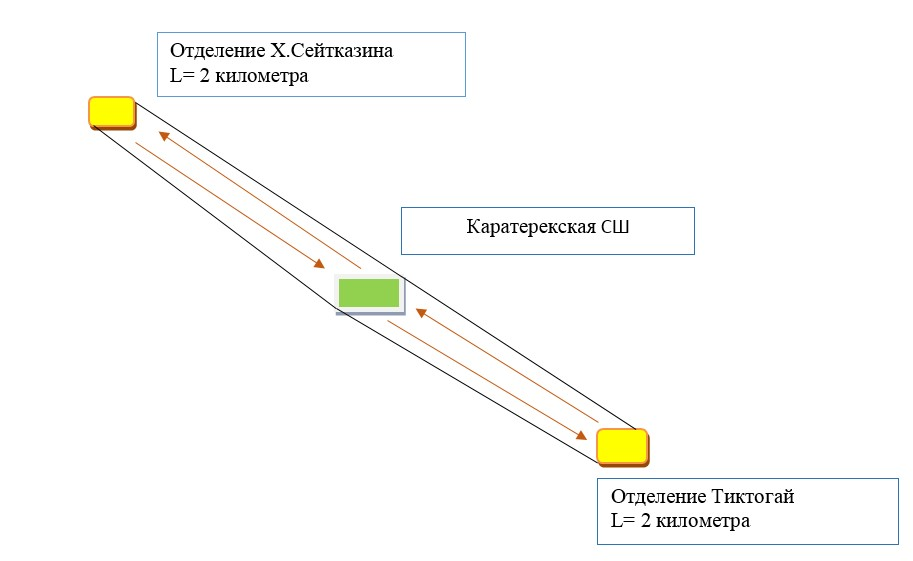 Отделение Х.Сейтказина
L= 2 километра
Каратерекская СШ
Отделение Тиктогай
L= 2 километра